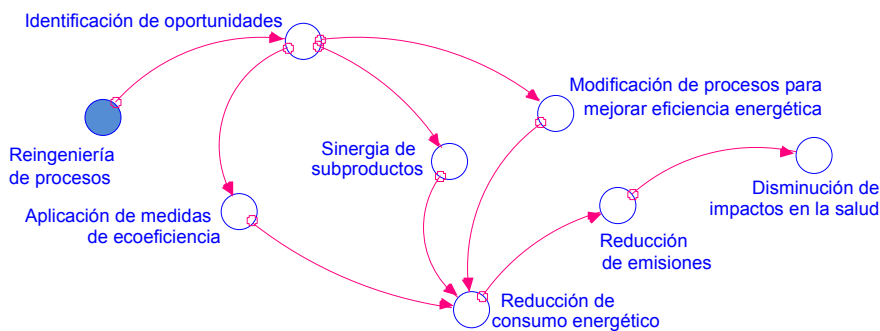 Identificación de oportunidades
Modificación de procesos para
mejorar eficiencia energética
Reingeniería
de procesos
Sinergia de
subproductos
Disminución de
impactos en la salud
Aplicación de medidas
de ecoeficiencia
Reducción
de emisiones
Reducción de
consumo energético